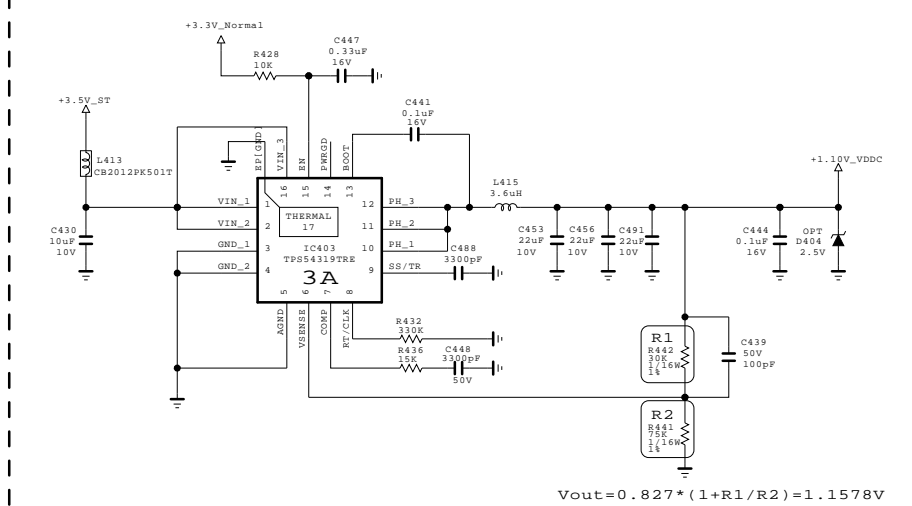 +3.3V_Normal
R428
10K
C447
0.33uF
16V
+3.5V_ST
L413
CB2012PK501T
C441
0.1uF
16V
EP[GND]
VIN_3
EN
PWRGD
BOOT
16
15
14
13
+1.10V_VDDC
L415
3.6uH
VIN_1
1
VIN_2
2
GND_1
3
GND_2
4
THERMAL
17
IC403
TPS54319TRE
3A
12
PH_3
11
PH_2
10
PH_1
9
SS/TR
C430
10uF
10V
C488
3300pF
C453
22uF
10V
C456
22uF
10V
C491
22uF
10V
C444
0.1uF
16V
OPT
D404
2.5V
5
6
7
8
AGND
VSENSE
COMP
RT/CLK
R432
330K
R436
15K
C448
3300pF
50V
R1
R442
30K
1/16W
1%
C439
50V
100pF
R2
R441
75K
1/16W
1%
Vout=0.827*(1+R1/R2)=1.1578V